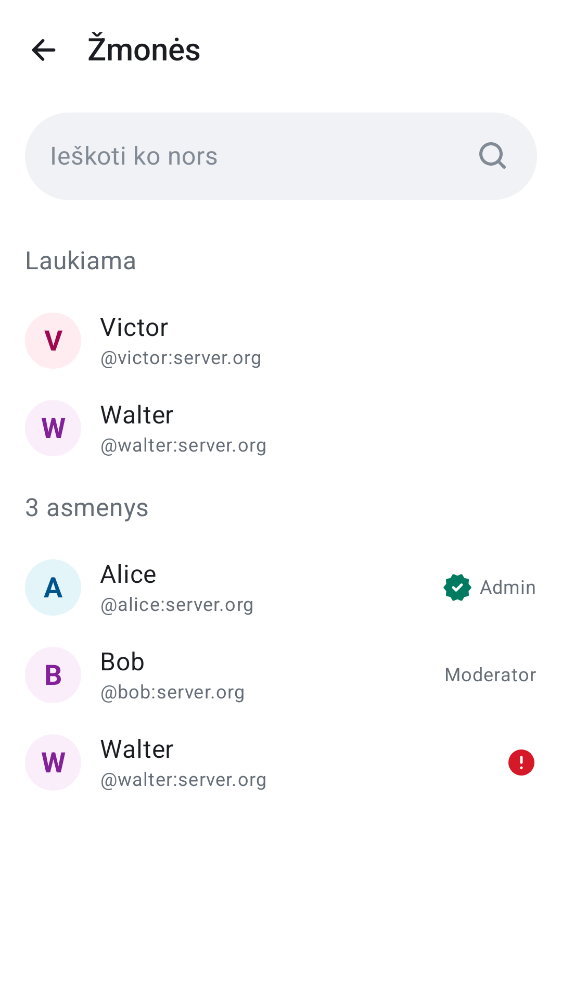 Žmonės
Ieškoti ko nors
Laukiama
V
Victor
@victor:server.org
W
Walter
@walter:server.org
3 asmenys
A
Alice
@alice:server.org
Admin
B
Bob
@bob:server.org
Moderator
W
Walter
@walter:server.org